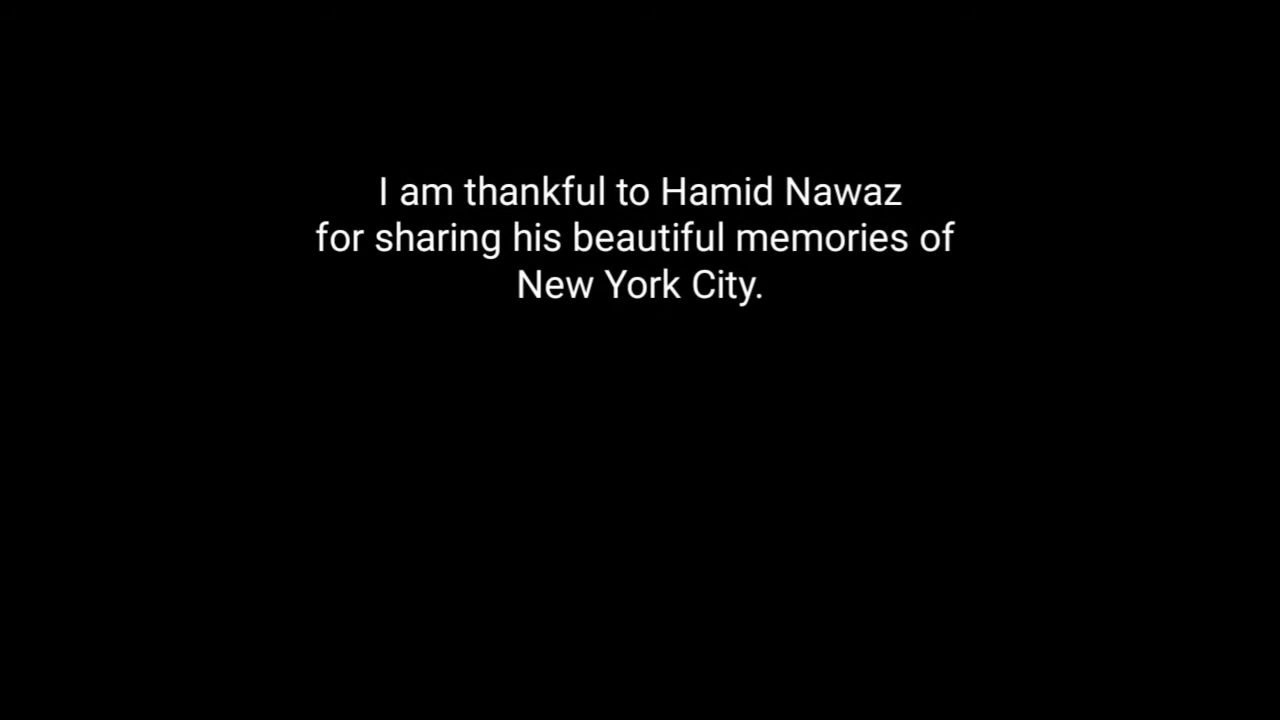 I am thankful to Hamid Nawaz
for sharing his beautiful memories of
New York City.